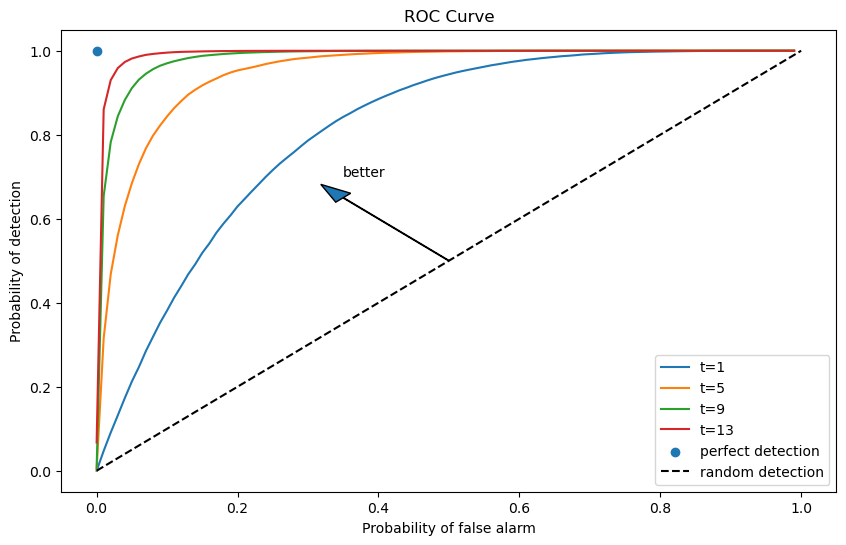 ROC Curve
Probability of detection
1.0
0.8
0.6
0.4
0.2
0.0
better
t=1
t=5
t=9
t=13
perfect detection
random detection
0.0
0.2
0.4
0.6
0.8
1.0
Probability of false alarm